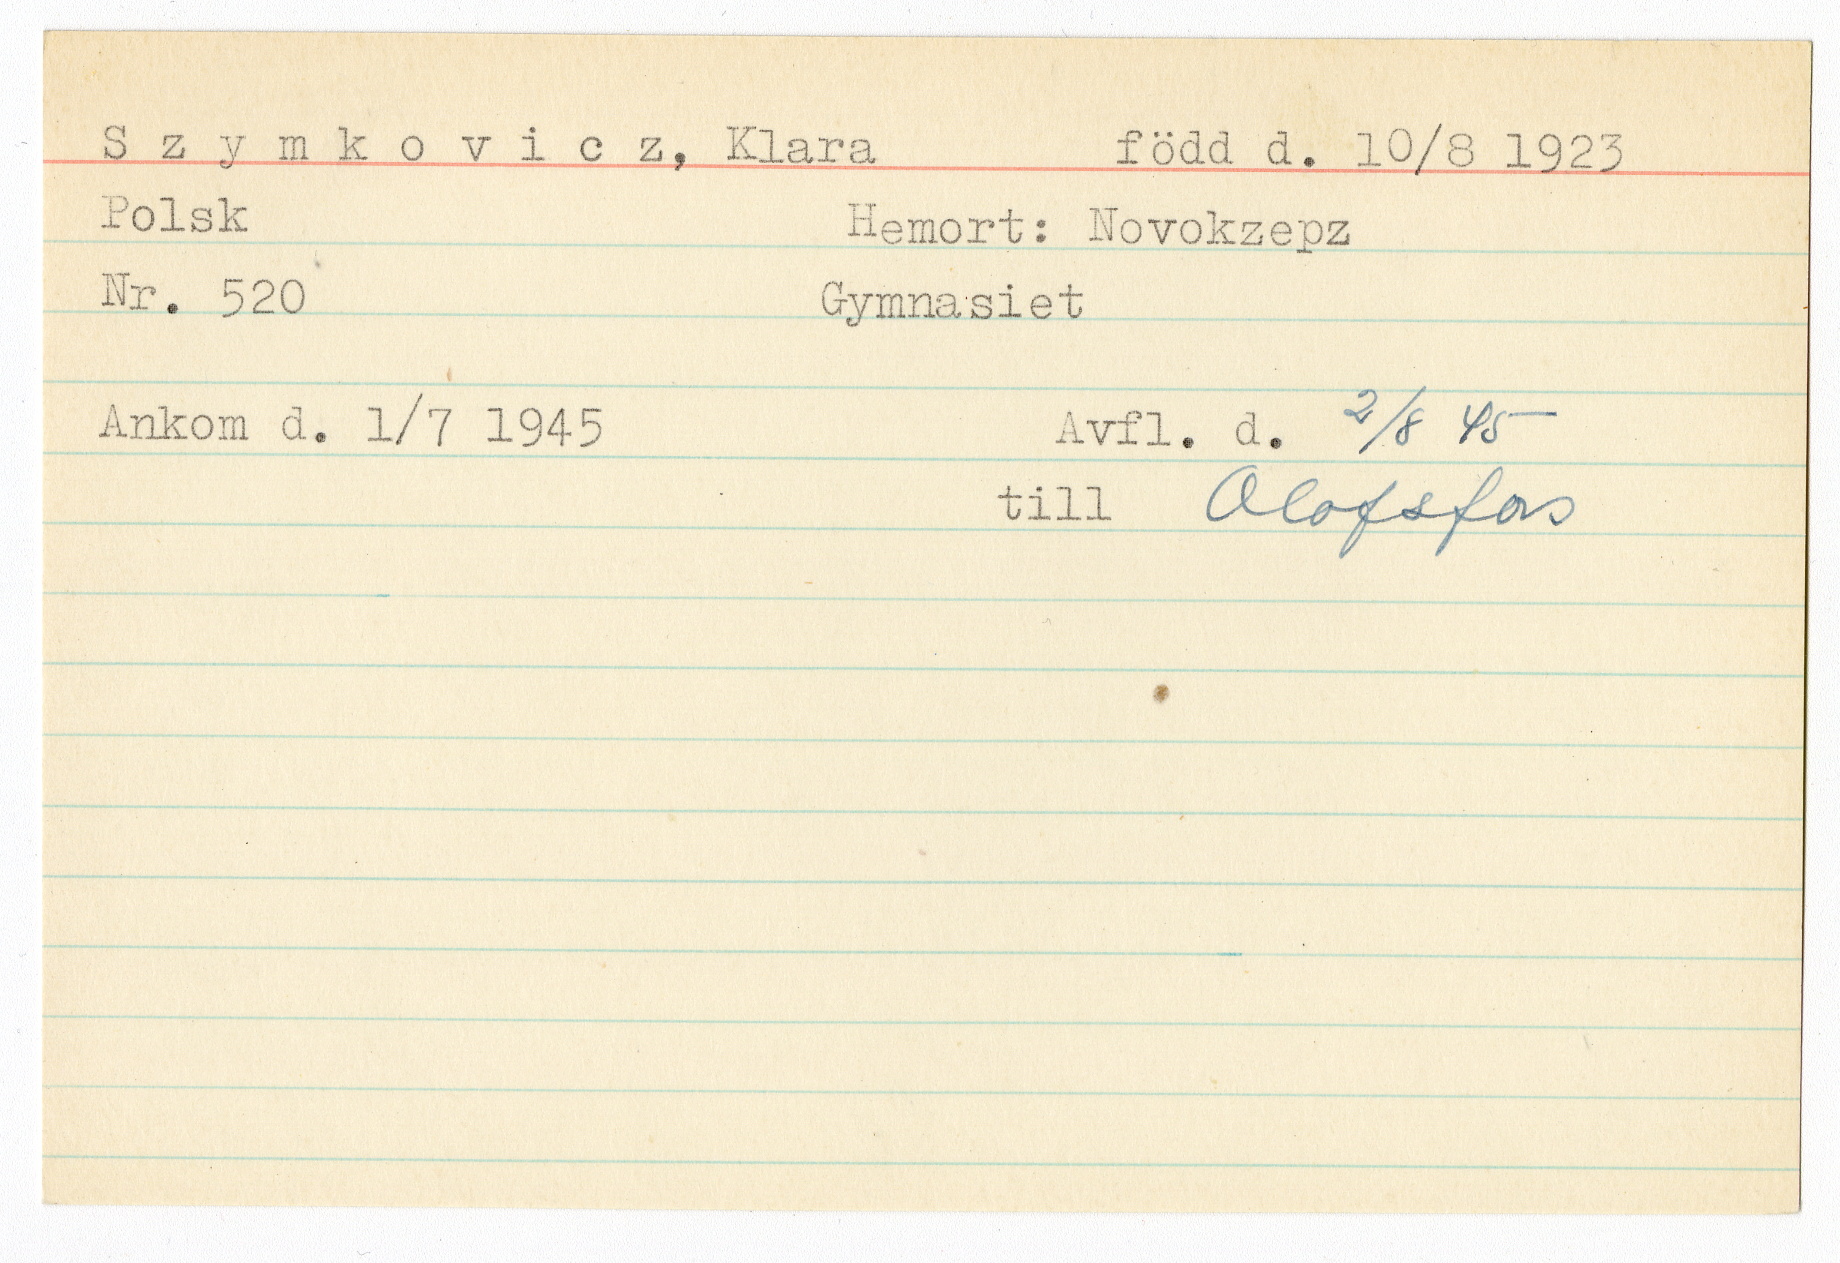 S z y m k o v i c z, Klara född d. 10/8 1923
Polsk Hemort: Novokzepz
Nr. 520 Gymnasiet
Ankom d. 1/7 1945 Avfl. d. 2/8 45
till Olofsfors